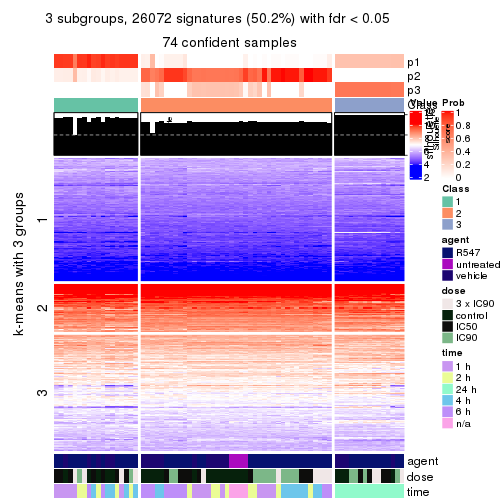 3 subgroups, 26072 signatures (50.2%) with fdr < 0.05
74 confident samples
p1
p2
p3
Class
k-means with 3 groups
1
2
3
agent
dose
time
Value
2
4
Prob
1
0.8
0.6
0.4
0.2
0
Class
1
2
3
agent
R547
untreated
vehicle
dose
3 x IC90
control
IC50
IC90
time
1 h
2 h
24 h
4 h
6 h
n/a